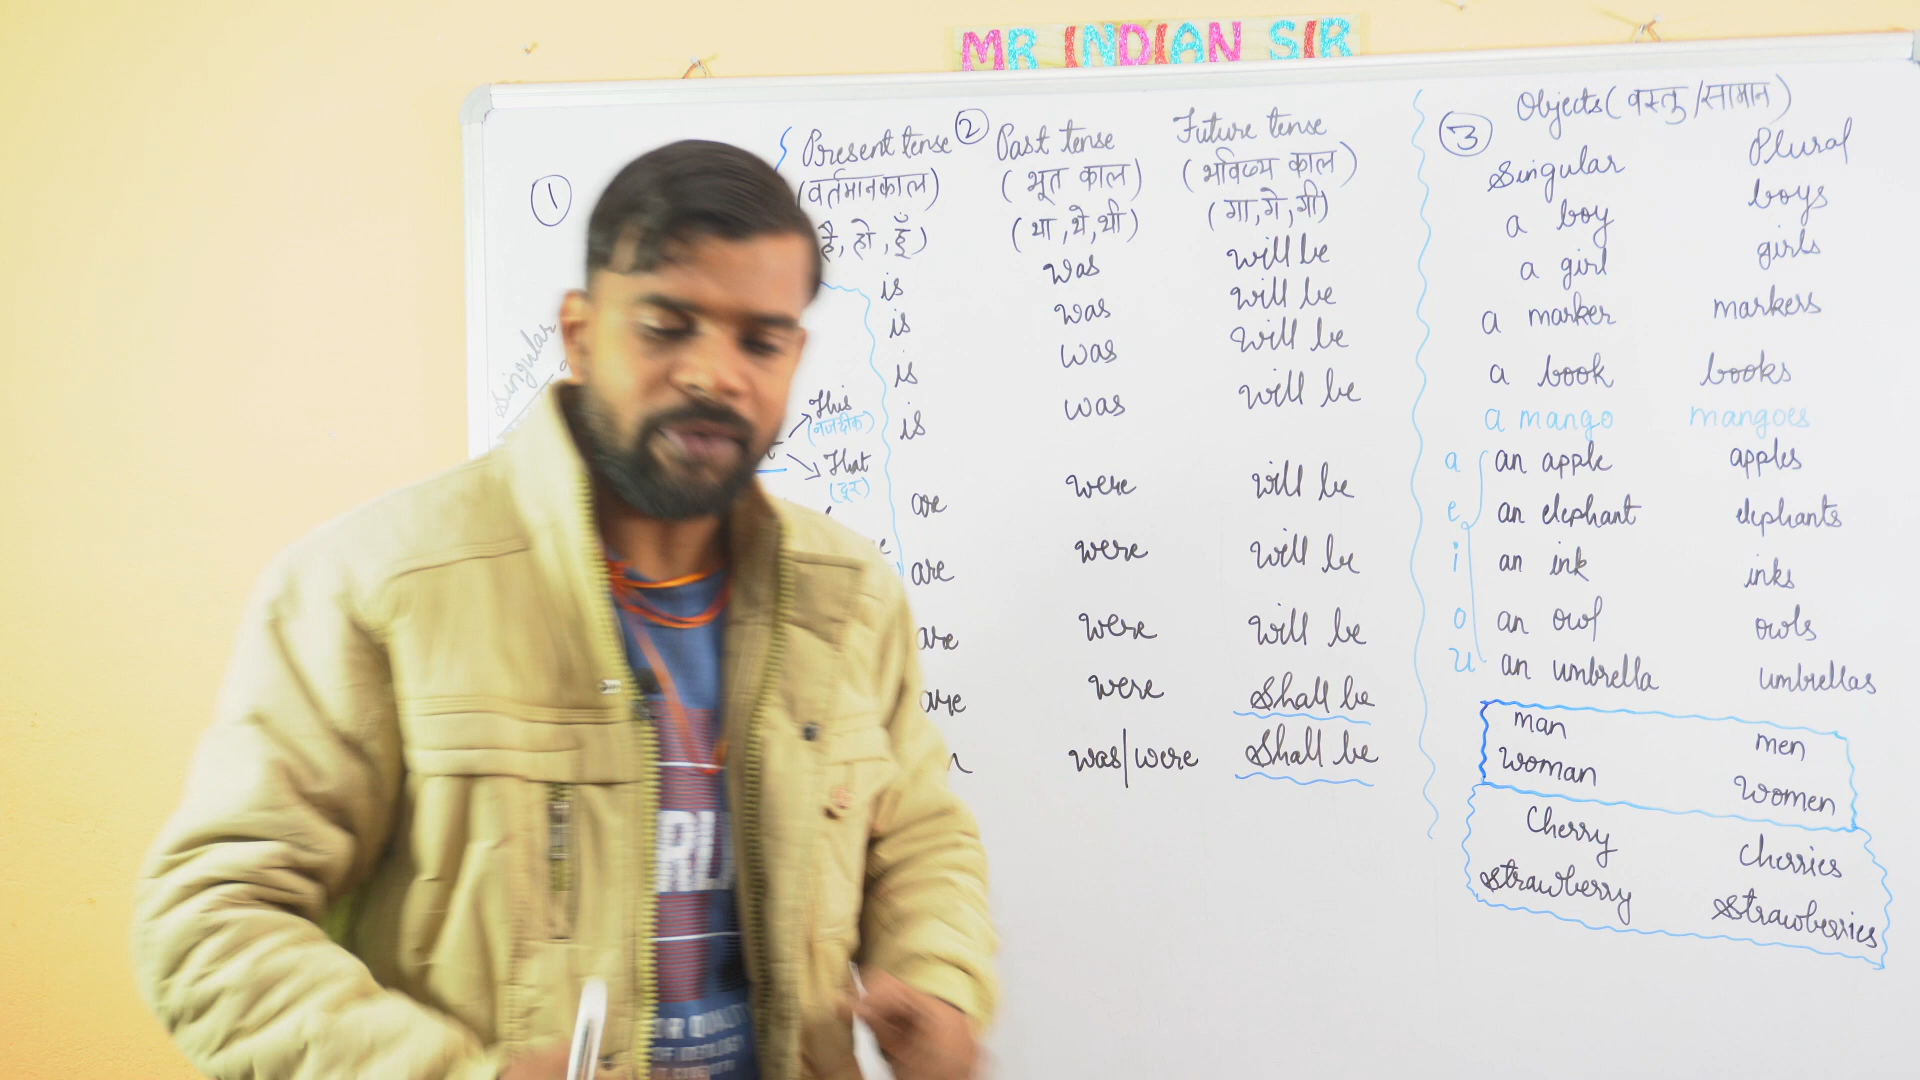 MR INDIAN SIR
1
Singular
Present tense
(वर्तमानकाल)
है, हो, हूँ)
is
is
is
is
are
are
are
are
This
(नजदीक)
That
(दूर)
2
Past tense
(भूत काल)
(था, थे, थी)
was
was
was
was
were
were
were
were
was/were
Future tense
(भविष्य काल)
(गा, गे, गी)
will be
will be
will be
will be
will be
will be
will be
Shall be
Shall be
3
Objects (वस्तु/सामान)
Singular Plural
a boy boys
a girl girls
a marker markers
a book books
a mango mangoes
a an apple apples
e an elephant elephants
i an ink inks
o an owl owls
u an umbrella umbrellas
man men
woman women
Cherry Cherries
Strawberry Strawberries